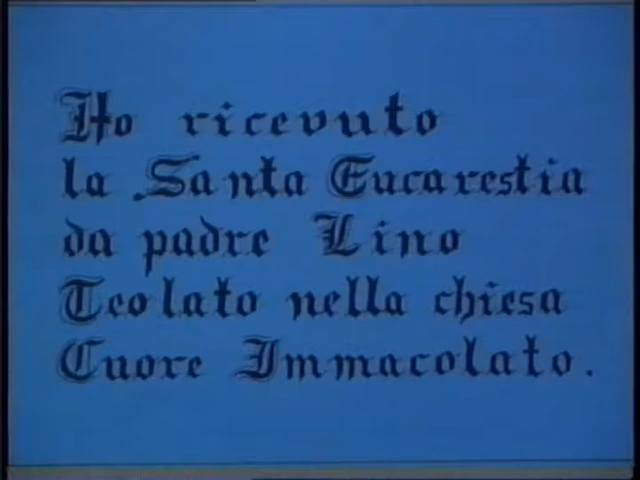 Ho ricevuto
la Santa Eucarestia
da padre Lino
Teolato nella chiesa
Cuore Immacolato.